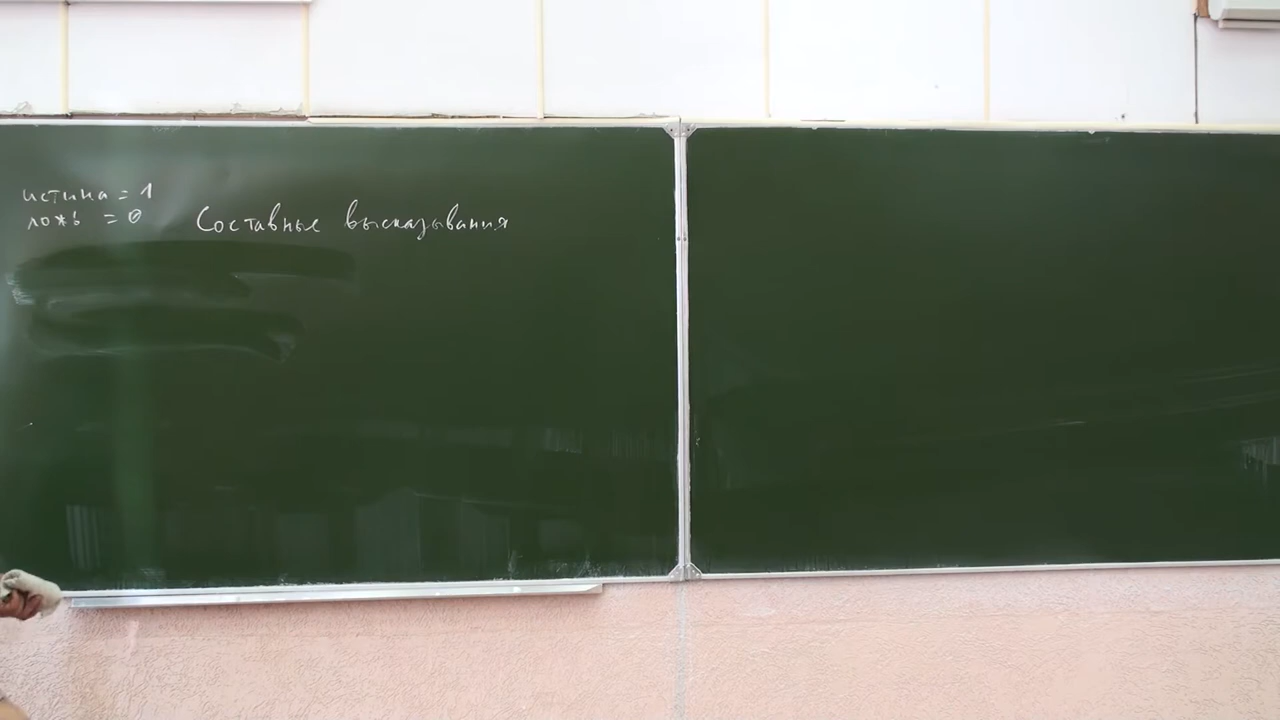 истина = 1
ложь = 0
Составные высказывания